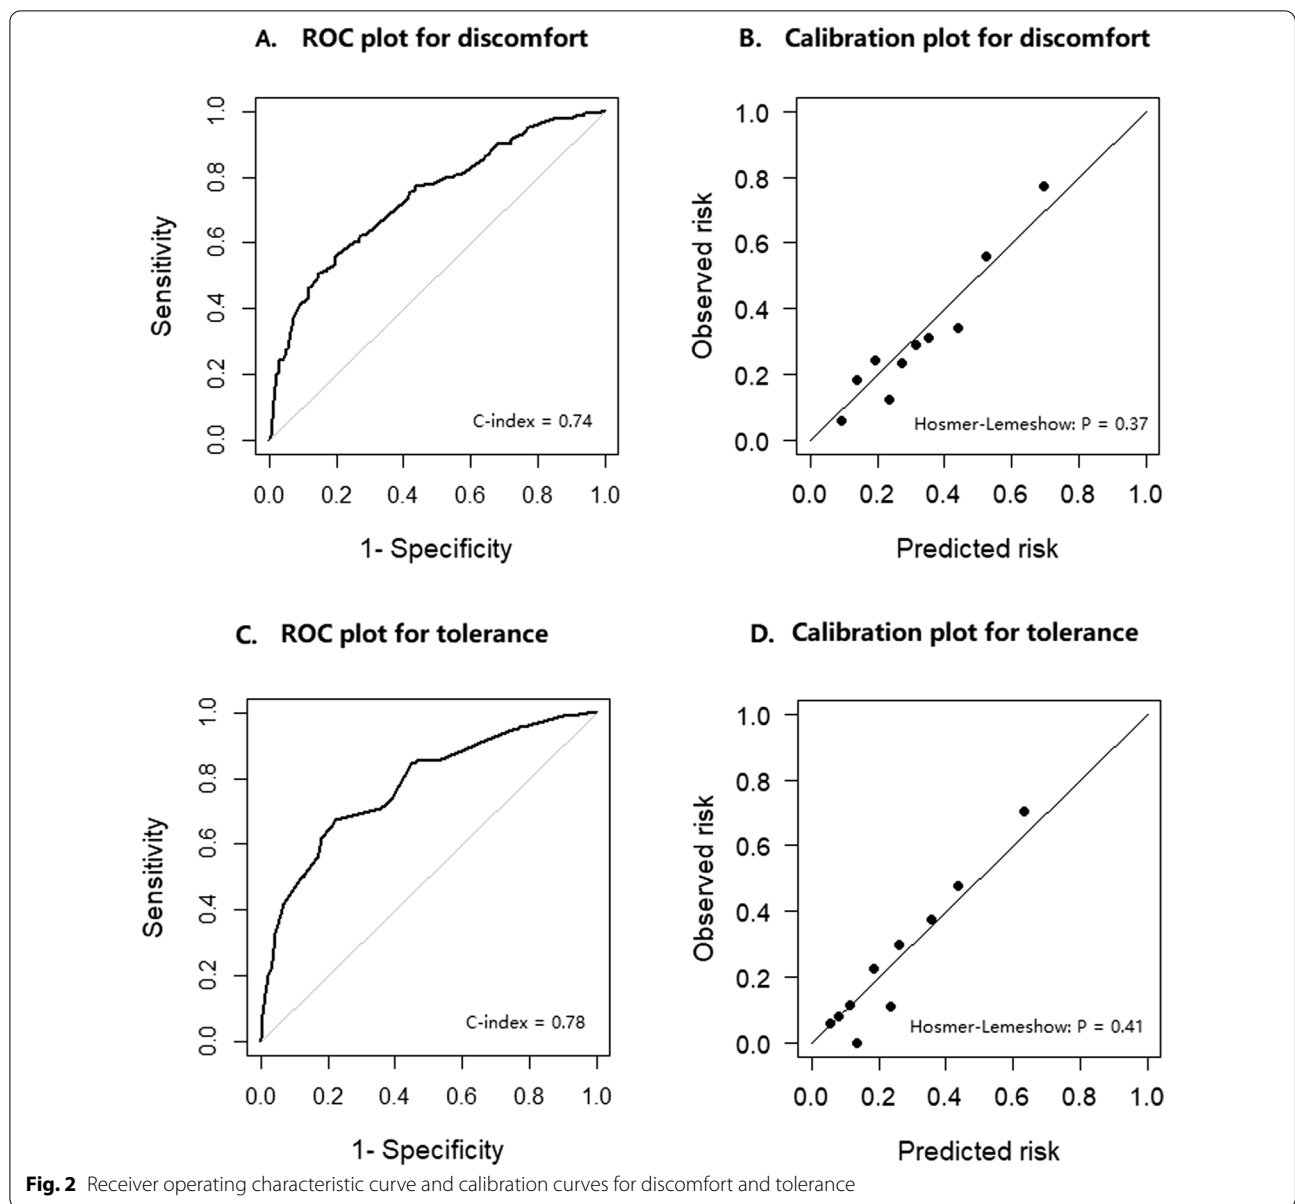 A. ROC plot for discomfort
B. Calibration plot for discomfort
Sensitivity
1.0
0.8
0.6
0.4
0.2
0.0
C-index = 0.74
0.0 0.2 0.4 0.6 0.8 1.0
1- Specificity
Observed risk
1.0
0.8
0.6
0.4
0.2
0.0
Hosmer-Lemeshow: P = 0.37
0.0 0.2 0.4 0.6 0.8 1.0
Predicted risk
C. ROC plot for tolerance
D. Calibration plot for tolerance
Sensitivity
1.0
0.8
0.6
0.4
0.2
0.0
C-index = 0.78
0.0 0.2 0.4 0.6 0.8 1.0
1- Specificity
Observed risk
1.0
0.8
0.6
0.4
0.2
0.0
Hosmer-Lemeshow: P = 0.41
0.0 0.2 0.4 0.6 0.8 1.0
Predicted risk
Fig. 2 Receiver operating characteristic curve and calibration curves for discomfort and tolerance